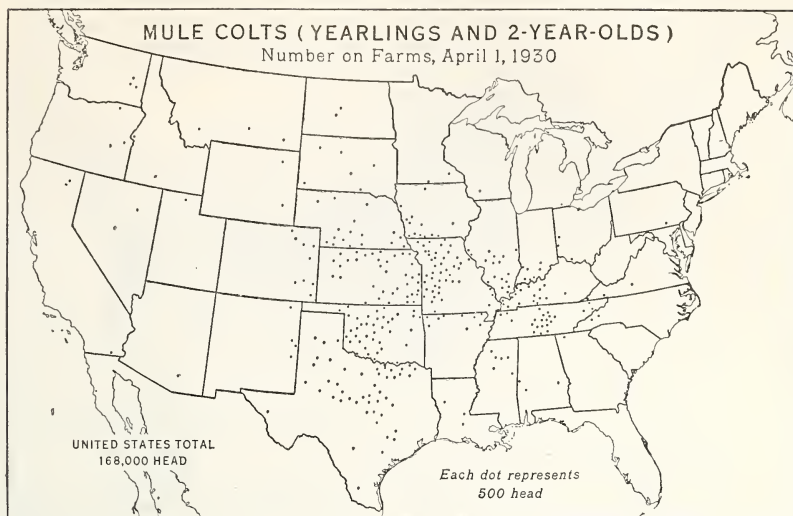 MULE COLTS (YEARLINGS AND 2-YEAR-OLDS)
Number on Farms, April 1, 1930
UNITED STATES TOTAL
168,000 HEAD
Each dot represents
500 head